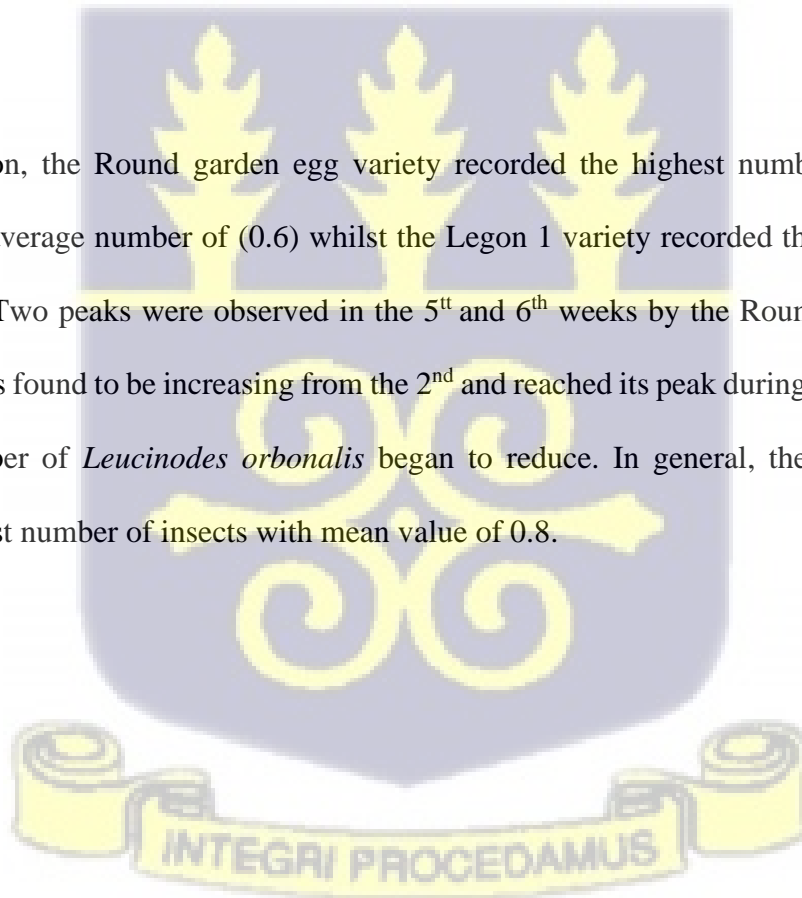 on, the Round garden egg variety recorded the highest numb
verage number of (0.6) whilst the Legon 1 variety recorded th
Two peaks were observed in the 5tt and 6th weeks by the Roun
s found to be increasing from the 2nd and reached its peak during
ber of Leucinodes orbonalis began to reduce. In general, the
st number of insects with mean value of 0.8.
INTEGRI PROCEDAMUS